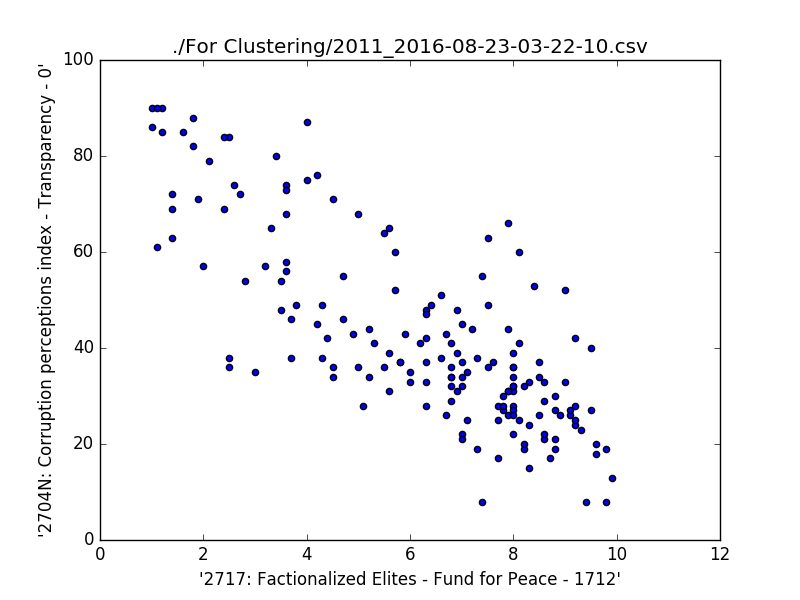 ./For Clustering/2011_2016-08-23-03-22-10.csv
'2704N: Corruption perceptions index - Transparency - 0'
100
80
60
40
20
0
0 2 4 6 8 10 12
'2717: Factionalized Elites - Fund for Peace - 1712'